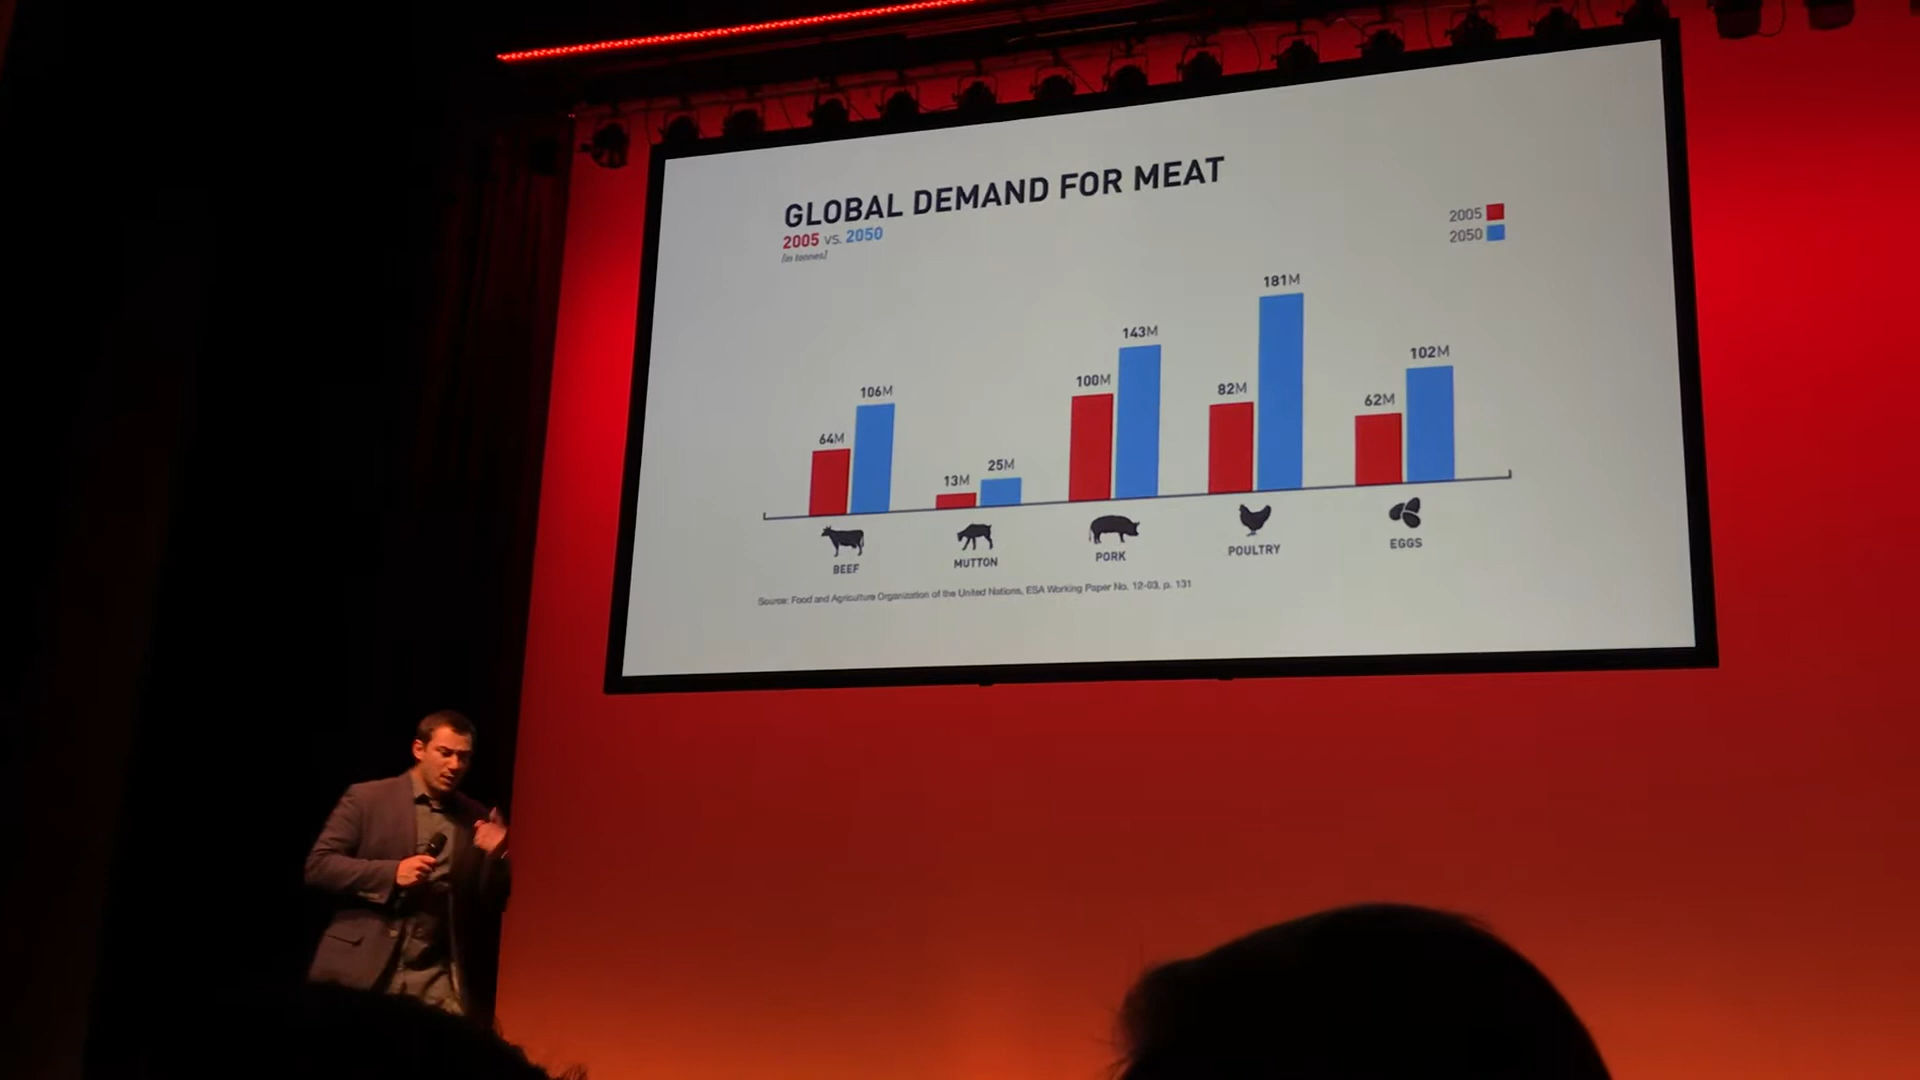 GLOBAL DEMAND FOR MEAT
2005 vs. 2050
[in tonnes]
2005
2050
64M
106M
13M
25M
100M
143M
82M
181M
62M
102M
BEEF
MUTTON
PORK
POULTRY
EGGS
Source: Food and Agriculture Organization of the United Nations, ESA Working Paper No. 12-03, p. 131